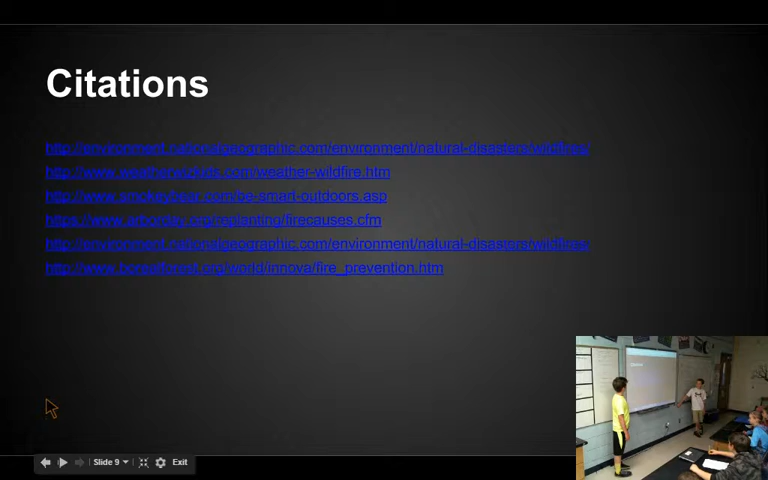 Citations
http://environment.nationalgeographic.com/environment/natural-disasters/wildfires/
http://www.weatherwizkids.com/weather-wildfire.htm
http://www.smokeybear.com/be-smart-outdoors.asp
https://www.arborday.org/replanting/firecauses.cfm
http://environment.nationalgeographic.com/environment/natural-disasters/wildfires/
http://www.borealforest.org/world/innova/fire_prevention.htm
Slide 9
Exit